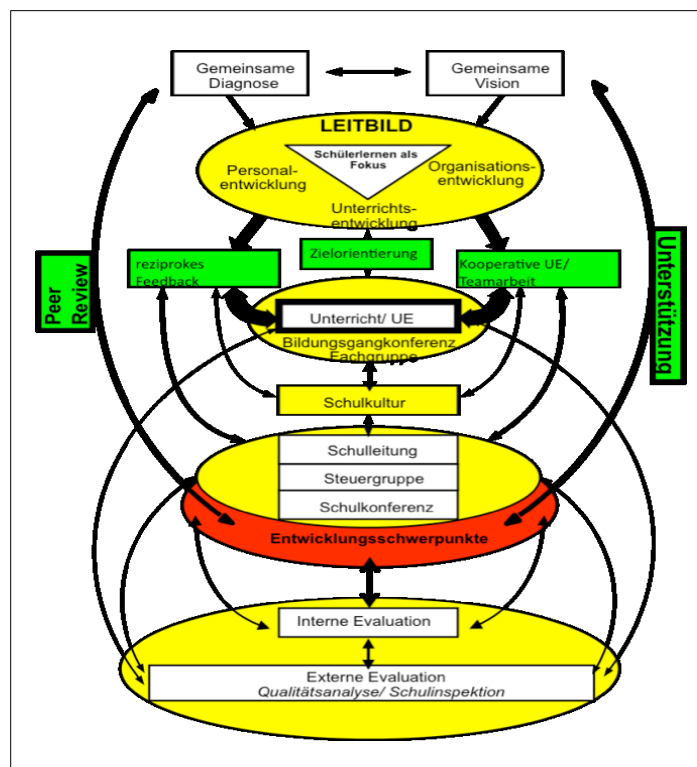 Gemeinsame
Diagnose
Gemeinsame
Vision
LEITBILD
Schülerlernen als
Fokus
Personal-
entwicklung
Organisations-
entwicklung
Unterrichts-
entwicklung
Peer
Review
reziprokes
Feedback
Zielorientierung
Kooperative UE/
Teamarbeit
Unterstützung
Unterricht/ UE
Bildungsgangkonferenz
Fachgruppe
Schulkultur
Schulleitung
Steuergruppe
Schulkonferenz
Entwicklungsschwerpunkte
Interne Evaluation
Externe Evaluation
Qualitätsanalyse/ Schulinspektion